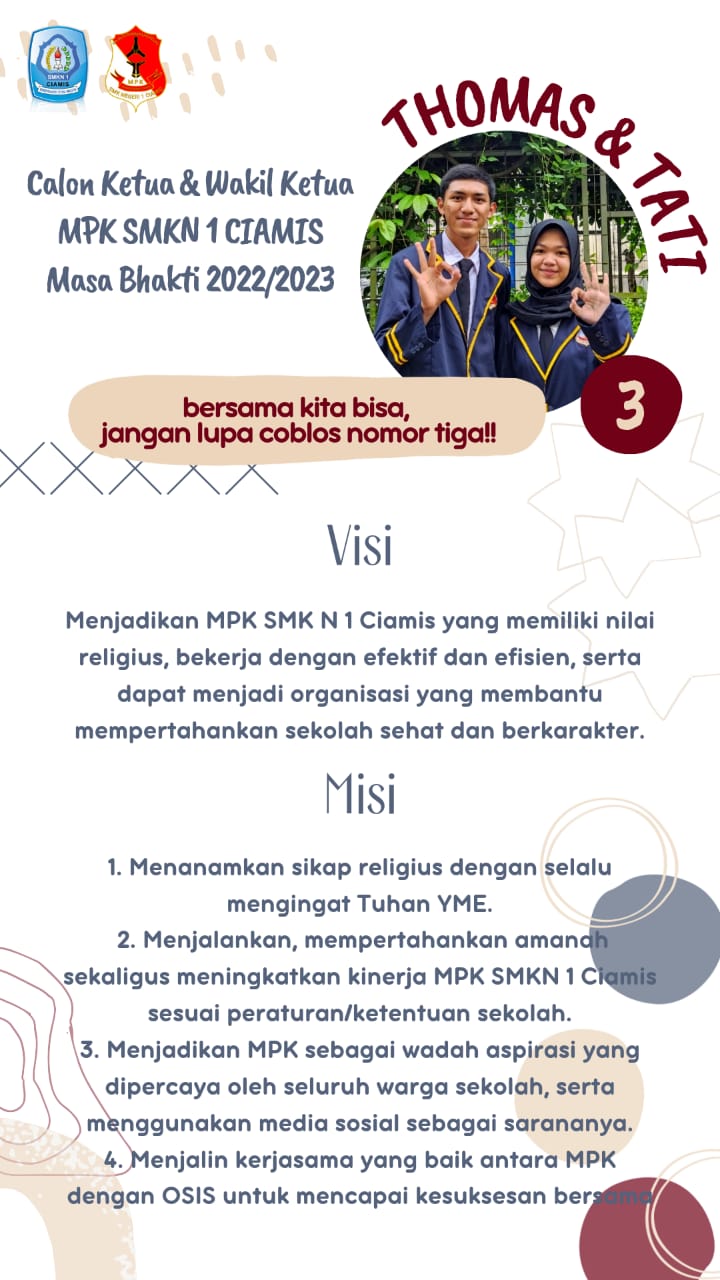 SMKN 1
CIAMIS
MPK
THOMAS & TATI
Calon Ketua & Wakil Ketua
MPK SMKN 1 CIAMIS
Masa Bhakti 2022/2023
bersama kita bisa,
jangan lupa coblos nomor tiga!!
3
Visi
Menjadikan MPK SMK N 1 Ciamis yang memiliki nilai
religius, bekerja dengan efektif dan efisien, serta
dapat menjadi organisasi yang membantu
mempertahankan sekolah sehat dan berkarakter.
Misi
1. Menanamkan sikap religius dengan selalu
mengingat Tuhan YME.
2. Menjalankan, mempertahankan amanah
sekaligus meningkatkan kinerja MPK SMKN 1 Ciamis
sesuai peraturan/ketentuan sekolah.
3. Menjadikan MPK sebagai wadah aspirasi yang
dipercaya oleh seluruh warga sekolah, serta
menggunakan media sosial sebagai sarananya.
4. Menjalin kerjasama yang baik antara MPK
dengan OSIS untuk mencapai kesuksesan bersama